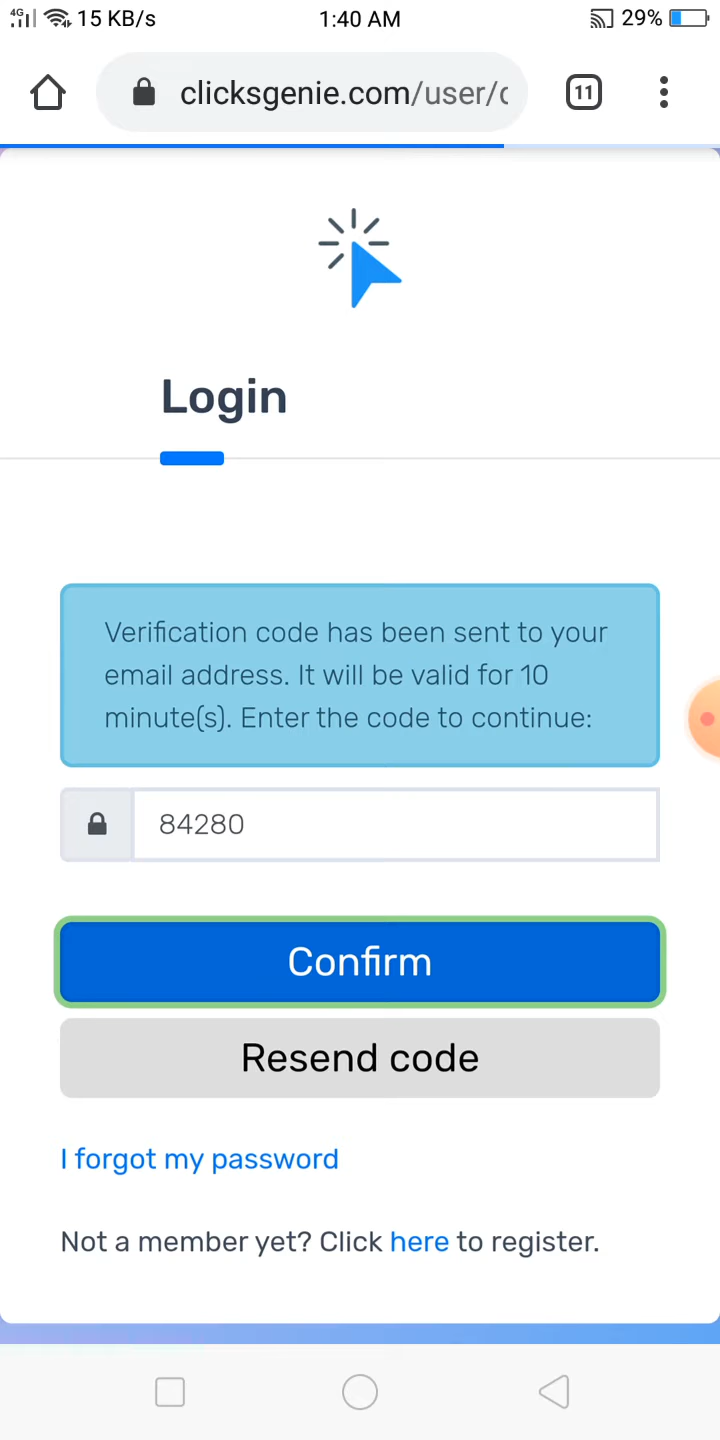 4G 15 KB/s 1:40 AM 29%
clicksgenie.com/user/c 11
Login
Verification code has been sent to your
email address. It will be valid for 10
minute(s). Enter the code to continue:
84280
Confirm
Resend code
I forgot my password
Not a member yet? Click here to register.